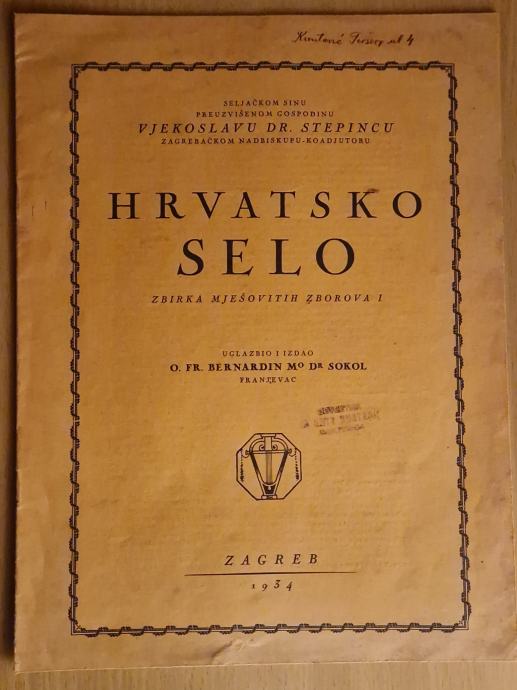 SELJAČKOM SINU
PREUZVIŠENOM GOSPODINU
VJEKOSLAVU DR. STEPINCU
ZAGREBAČKOM NADBISKUPU-KOADJUTORU
HRVATSKO
SELO
ZBIRKA MJEŠOVITIH ZBOROVA I
UGLAZBIO I IZDAO
O. FR. BERNARDIN Mº Dᴿ SOKOL
FRANJEVAC
ZAGREB
1934